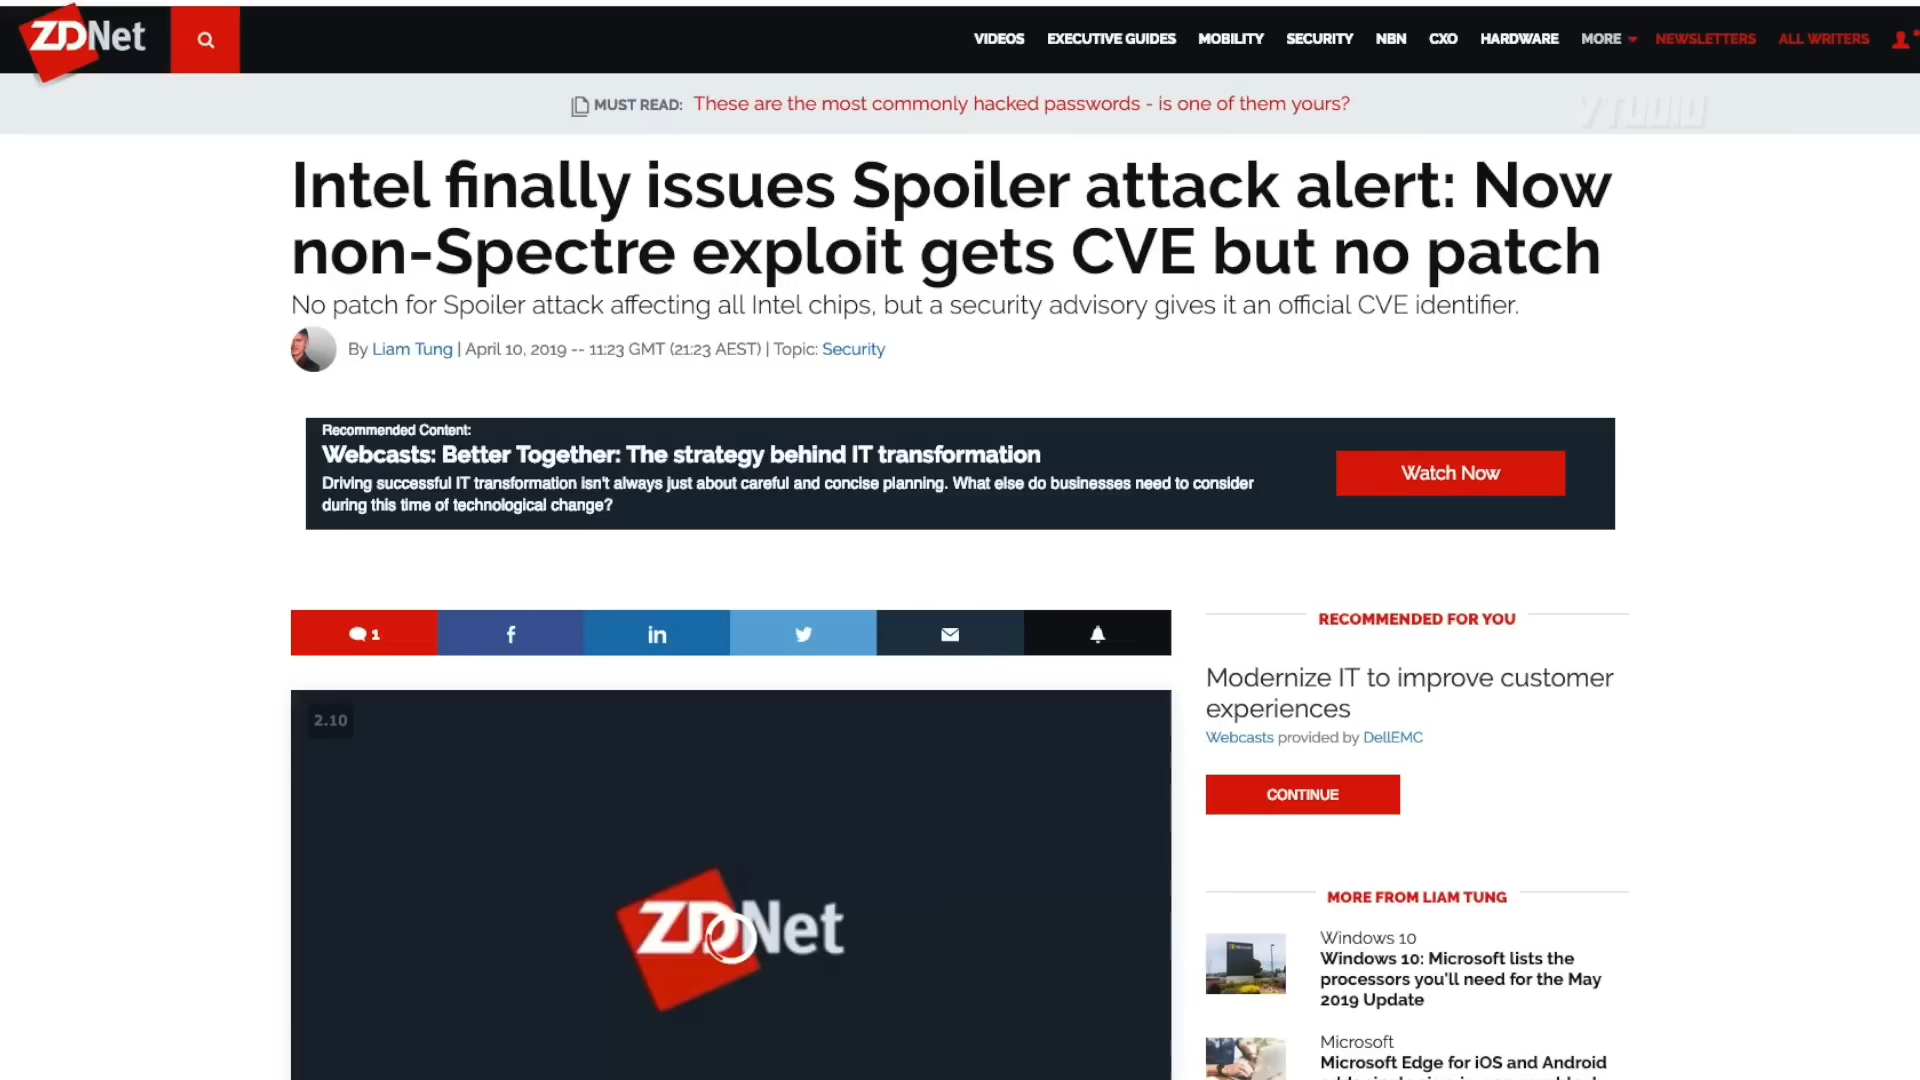 ZDNet
VIDEOS EXECUTIVE GUIDES MOBILITY SECURITY NBN CXO HARDWARE MORE NEWSLETTERS ALL WRITERS
MUST READ: These are the most commonly hacked passwords - is one of them yours?
VTUDIO
Intel finally issues Spoiler attack alert: Now
non-Spectre exploit gets CVE but no patch
No patch for Spoiler attack affecting all Intel chips, but a security advisory gives it an official CVE identifier.
By Liam Tung | April 10, 2019 -- 11:23 GMT (21:23 AEST) | Topic: Security
Recommended Content:
Webcasts: Better Together: The strategy behind IT transformation
Driving successful IT transformation isn't always just about careful and concise planning. What else do businesses need to consider
during this time of technological change?
Watch Now
1
f
in
2.10
ZDNet
RECOMMENDED FOR YOU
Modernize IT to improve customer
experiences
Webcasts provided by DellEMC
CONTINUE
MORE FROM LIAM TUNG
Windows 10
Windows 10: Microsoft lists the
processors you'll need for the May
2019 Update
Microsoft
Microsoft Edge for iOS and Android